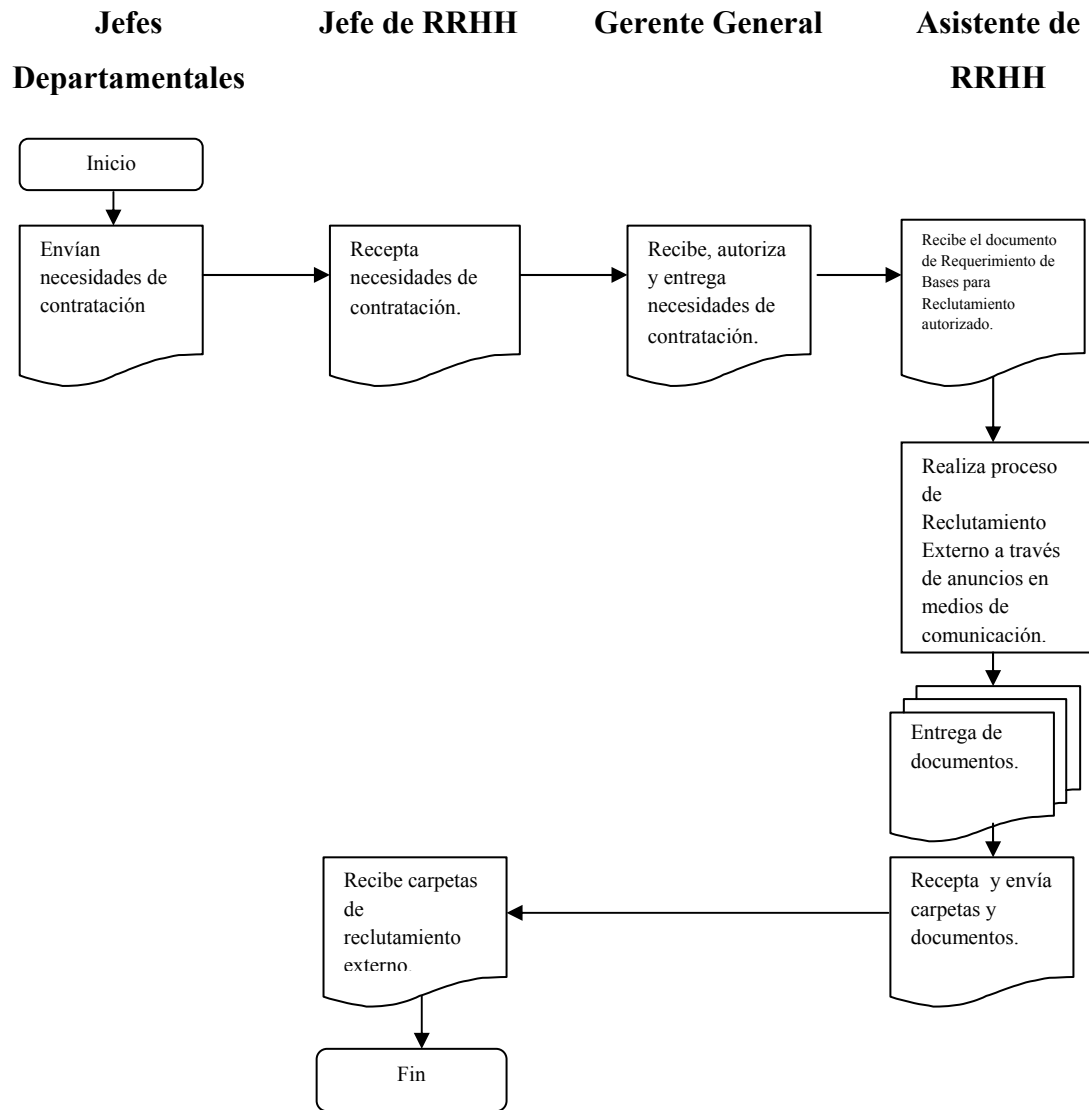 Jefes
Departamentales
Jefe de RRHH
Gerente General
Asistente de
RRHH
Inicio
Envían
necesidades de
contratación
Recepta
necesidades de
contratación.
Recibe, autoriza
y entrega
necesidades de
contratación.
Recibe el documento
de Requerimiento de
Bases para
Reclutamiento
autorizado.
Realiza proceso
de
Reclutamiento
Externo a través
de anuncios en
medios de
comunicación.
Entrega de
documentos.
Recibe carpetas
de
reclutamiento
externo.
Recepta y envía
carpetas y
documentos.
Fin